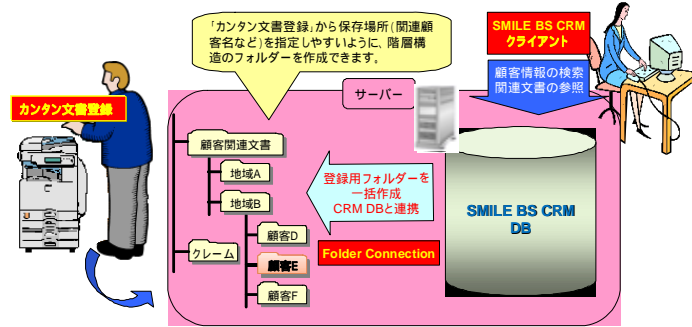 「カンタン文書登録」から保存場所(関連顧
客名など)を指定しやすいように、階層構
造のフォルダーを作成できます。
SMILE BS CRM
クライアント
顧客情報の検索
関連文書の参照
サーバー
カンタン文書登録
顧客関連文書
地域A
地域B
顧客D
クレーム
顧客E
顧客F
登録用フォルダーを
一括作成
CRM DBと連携
Folder Connection
SMILE BS CRM
DB